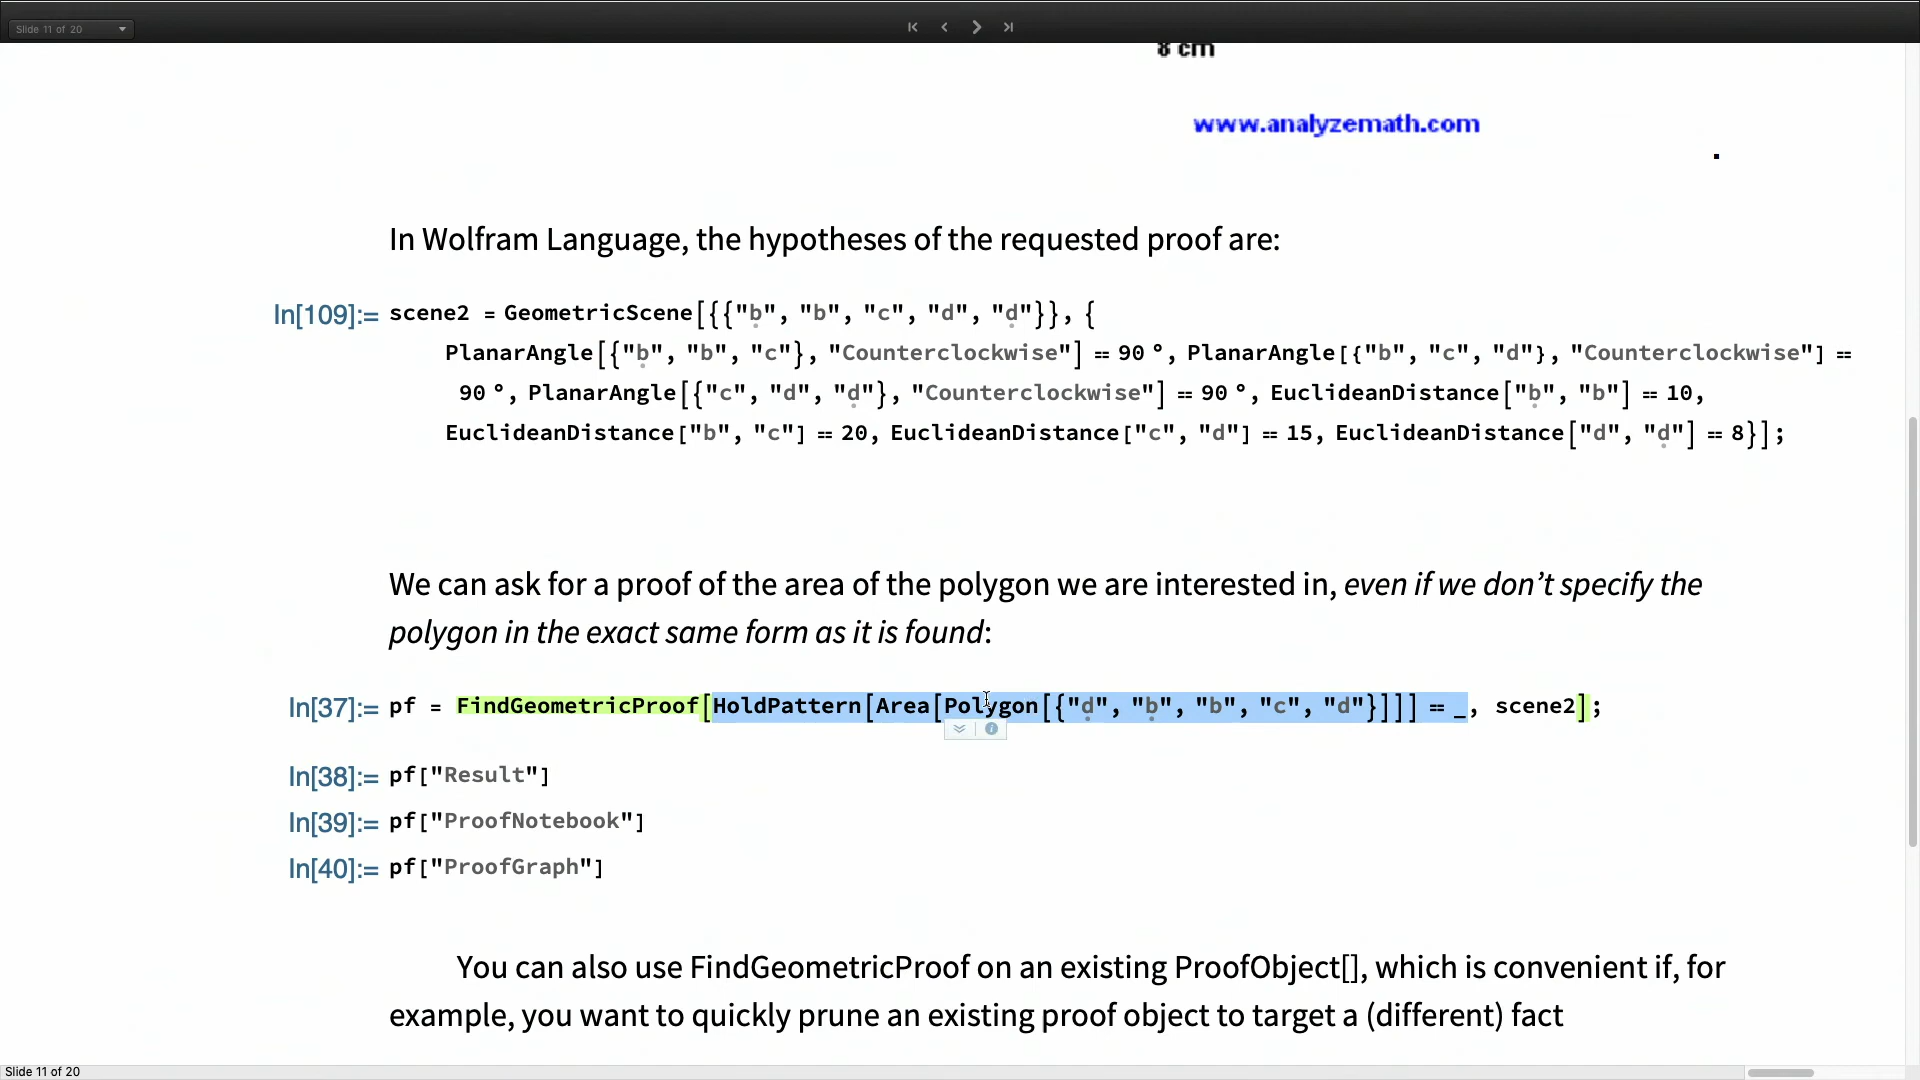 Slide 11 of 20
8 cm
www.analyzemath.com
In Wolfram Language, the hypotheses of the requested proof are:
In[109]:= scene2 = GeometricScene[{{"ḅ", "b", "c", "d", "ḍ"}}, {
PlanarAngle[{"ḅ", "b", "c"}, "Counterclockwise"] == 90 °, PlanarAngle[{"b", "c", "d"}, "Counterclockwise"] ==
90 °, PlanarAngle[{"c", "d", "ḍ"}, "Counterclockwise"] == 90 °, EuclideanDistance["ḅ", "b"] == 10,
EuclideanDistance["b", "c"] == 20, EuclideanDistance["c", "d"] == 15, EuclideanDistance["d", "ḍ"] == 8}];
We can ask for a proof of the area of the polygon we are interested in, even if we don’t specify the
polygon in the exact same form as it is found:
In[37]:= pf = FindGeometricProof[HoldPattern[Area[Polygon[{"ḍ", "ḅ", "b", "c", "d"}]]] == _, scene2];
In[38]:= pf["Result"]
In[39]:= pf["ProofNotebook"]
In[40]:= pf["ProofGraph"]
You can also use FindGeometricProof on an existing ProofObject[], which is convenient if, for
example, you want to quickly prune an existing proof object to target a (different) fact
Slide 11 of 20